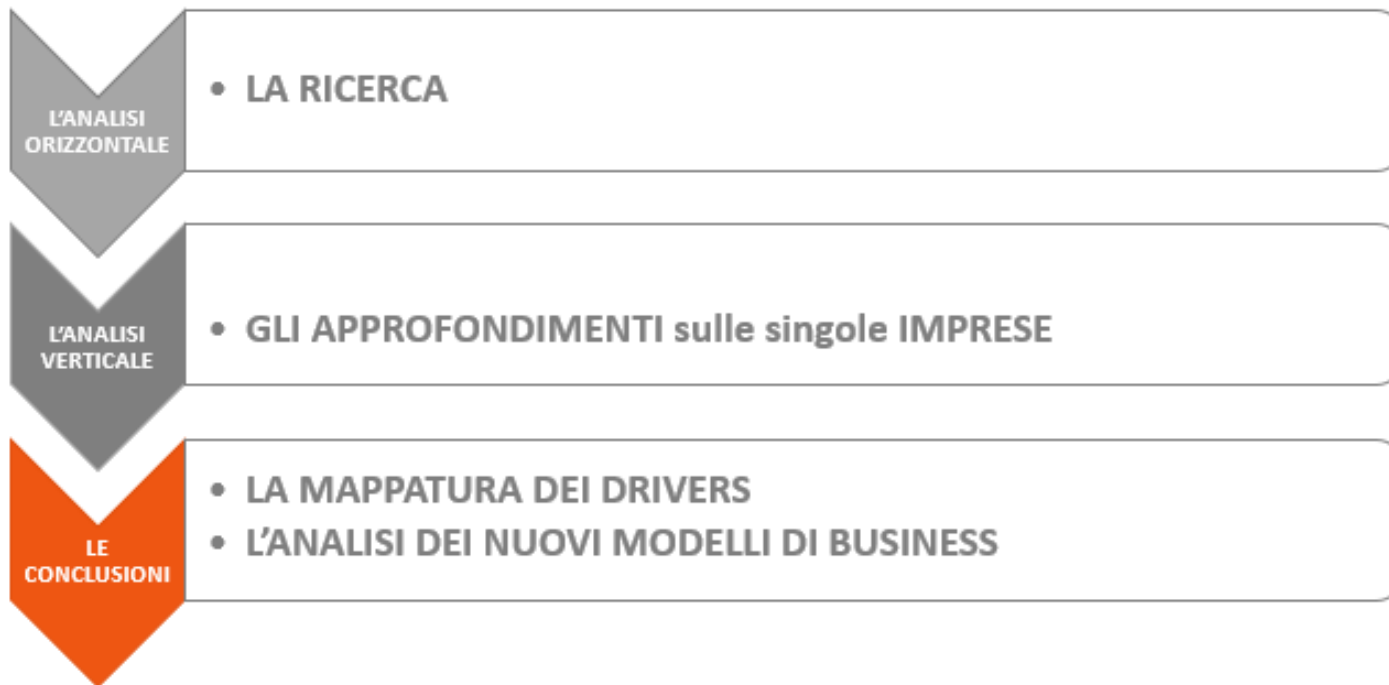 L'ANALISI
ORIZZONTALE
• LA RICERCA
L'ANALISI
VERTICALE
• GLI APPROFONDIMENTI sulle singole IMPRESE
LE
CONCLUSIONI
• LA MAPPATURA DEI DRIVERS
• L'ANALISI DEI NUOVI MODELLI DI BUSINESS